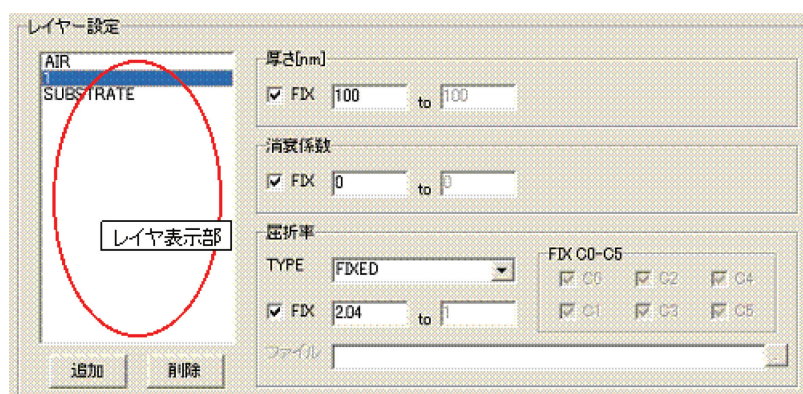 レイヤー設定
AIR
1
SUBSTRATE
レイヤ表示部
追加 削除
厚さ[nm]
FIX 100 to 100
消衰係数
FIX 0 to 0
屈折率
TYPE FIXED
FIX 2.04 to 1
FIX C0-C5
C0 C2 C4
C1 C3 C5
ファイル
...